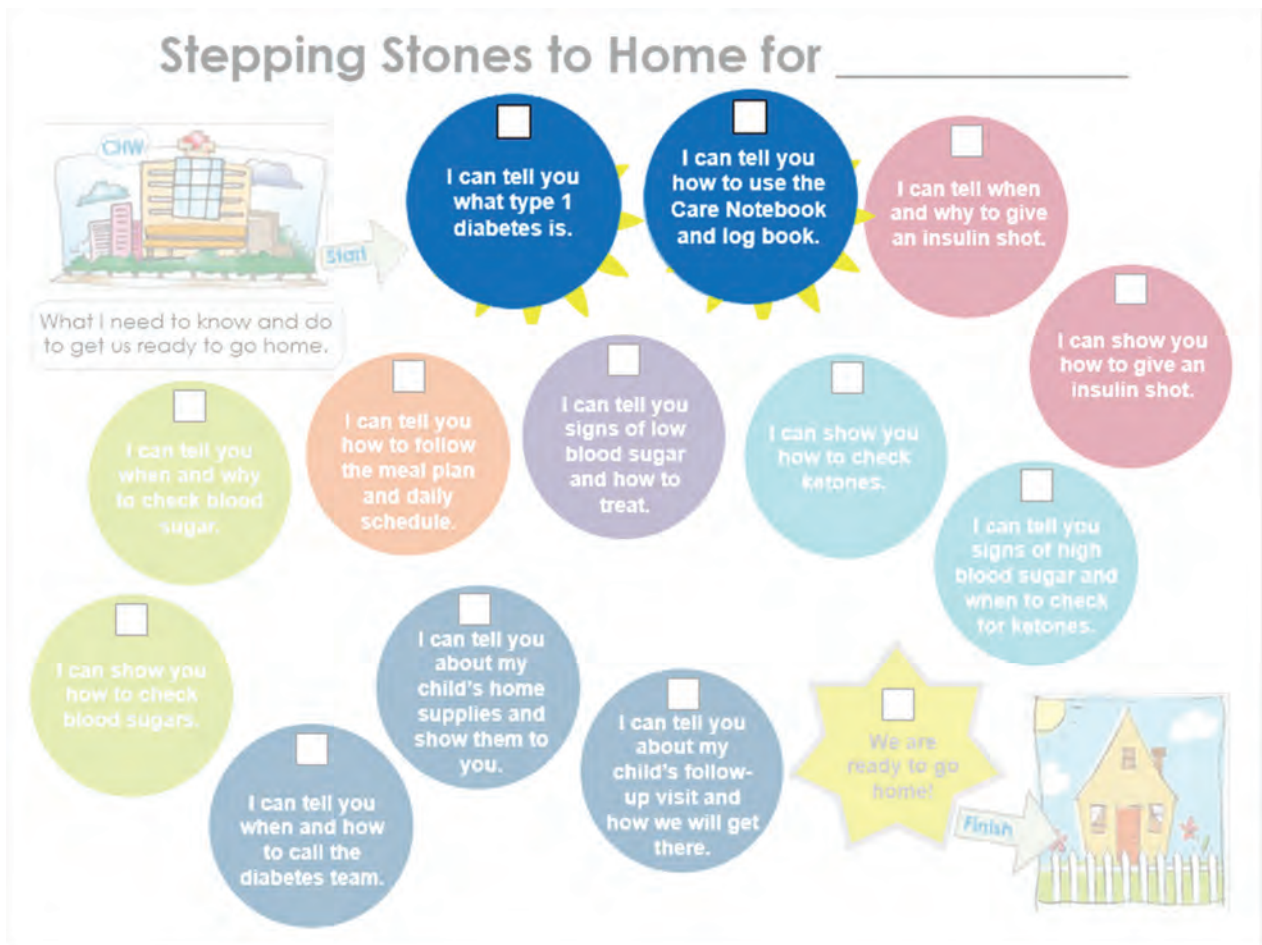 Stepping Stones to Home for
CHW
Start
What I need to know and do
to get us ready to go home.
I can tell you
what type 1
diabetes is.
I can tell you
how to use the
Care Notebook
and log book.
I can tell when
and why to give
an insulin shot.
I can show you
how to give an
insulin shot.
I can tell you
signs of high
blood sugar and
when to check
for ketones.
I can show you
how to check
ketones.
I can tell you
signs of low
blood sugar
and how to
treat.
I can tell you
how to follow
the meal plan
and daily
schedule.
I can tell you
when and why
to check blood
sugar.
I can show you
how to check
blood sugars.
I can tell you
when and how
to call the
diabetes team.
I can tell you
about my
child's home
supplies and
show them to
you.
I can tell you
about my
child's follow-
up visit and
how we will get
there.
We are
ready to go
home!
Finish